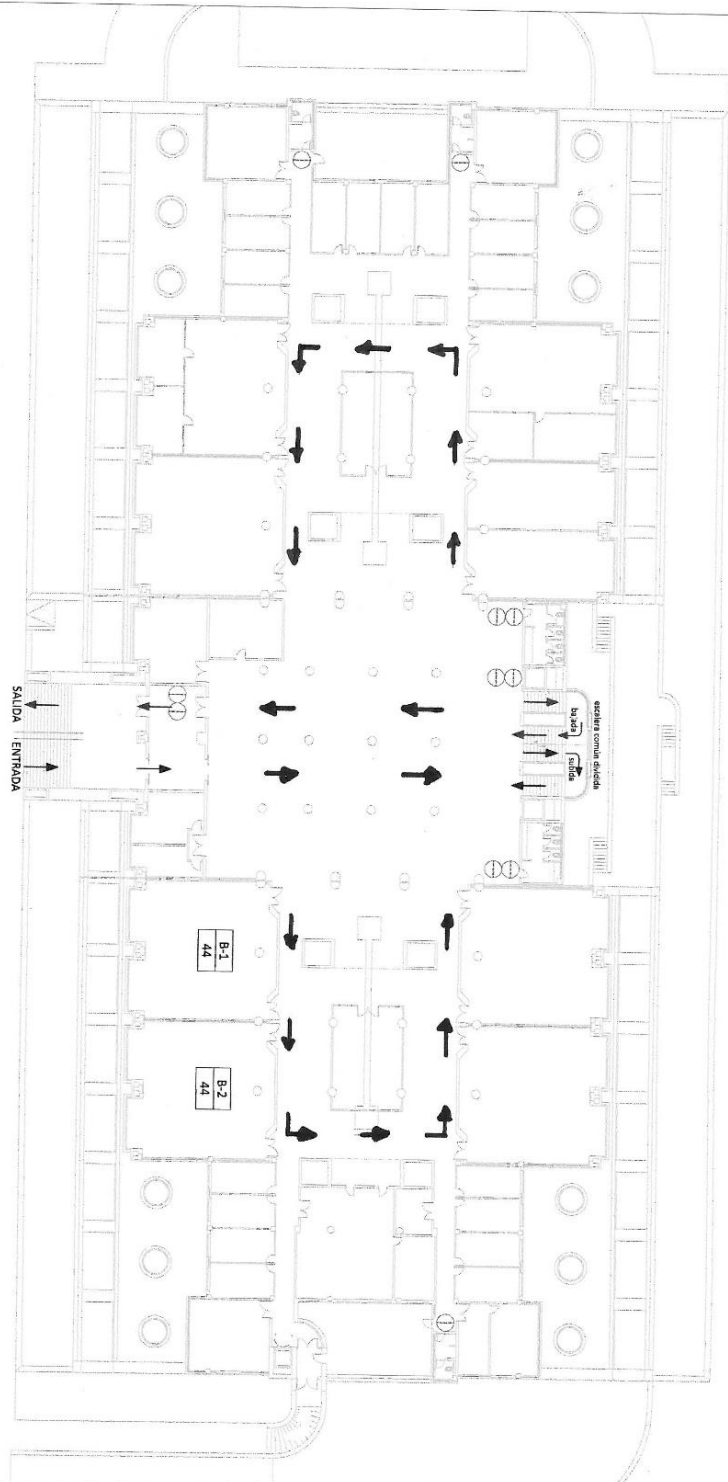 escalera común dividida
bajada
subida
SALIDA
ENTRADA
B-1
44
B-2
44